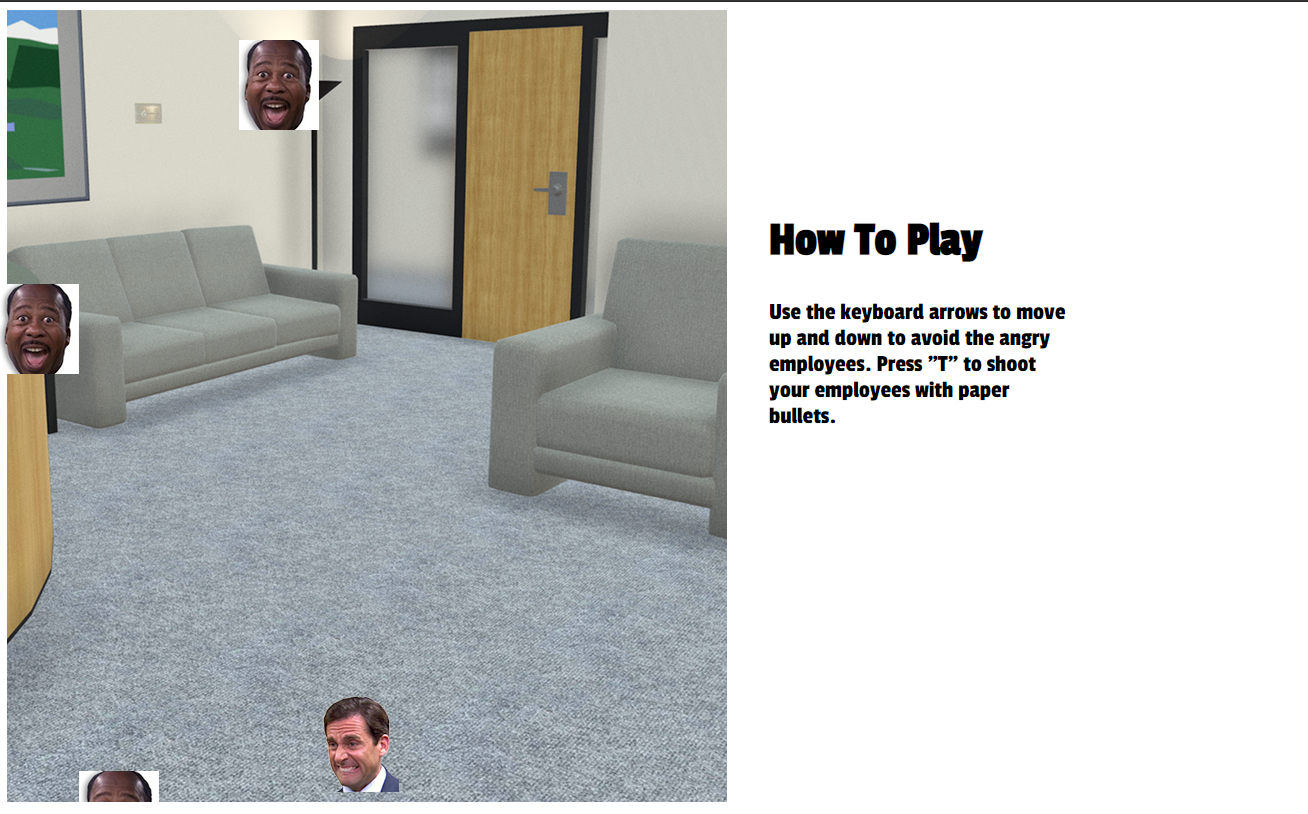 How To Play
Use the keyboard arrows to move
up and down to avoid the angry
employees. Press ”T” to shoot
your employees with paper
bullets.